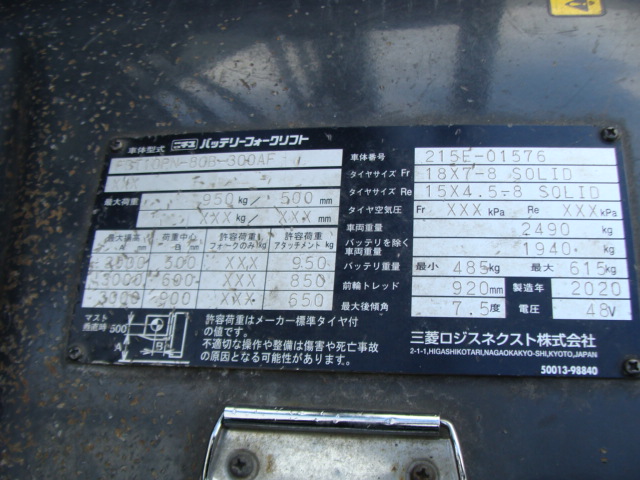 車体型式 ニチユ バッテリーフォークリフト
10PN-80B-300AF
XXX
最大荷重 950 kg/ 500 mm
XXX kg/ XXX mm
最大揚高 A mm 荷重中心 B mm 許容荷重 フォークのみ kg 許容荷重 アタッチメント kg
3000 500 XXX 950
3000 600 XXX 850
3000 900 XXX 650
マスト垂直時 500 A B
許容荷重はメーカー標準タイヤ付
の値です。
不適切な操作や整備は傷害や死亡事故
の原因となる可能性が有ります。
車体番号 215E-01576
タイヤサイズ Fr 18X7-8 SOLID
タイヤサイズ Re 15X4.5-8 SOLID
タイヤ空気圧 Fr XXX kPa Re XXX kPa
車両重量 2490 kg
バッテリを除く車両重量 1940 kg
バッテリ重量 最小 485 kg 最大 615 kg
前輪トレッド 920 mm 製造年 2020
最大後傾角 7.5 度 電圧 48 V
三菱ロジスネクスト株式会社
2-1-1,HIGASHIKOTARI,NAGAOKAKYO-SHI,KYOTO,JAPAN
50013-98840